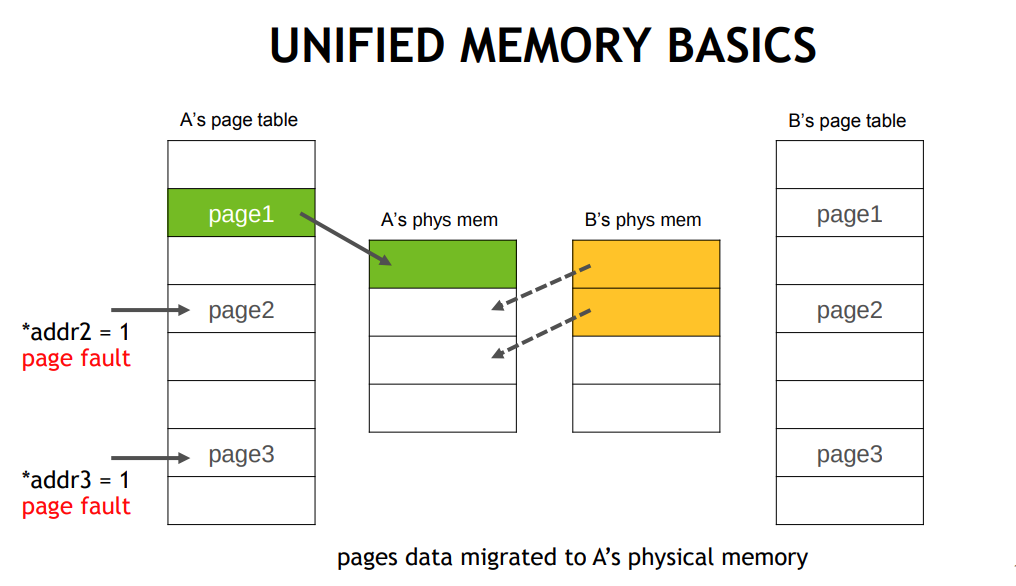 UNIFIED MEMORY BASICS
A's page table
B's page table
page1
A's phys mem
B's phys mem
page1
page2
*addr2 = 1
page fault
page2
page3
*addr3 = 1
page fault
page3
pages data migrated to A's physical memory